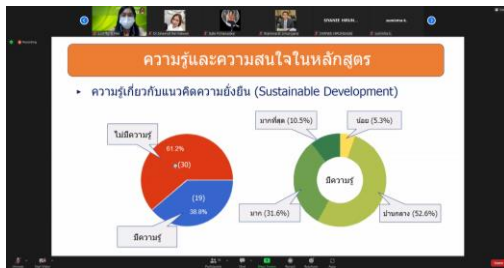 ความรู้และความสนใจในหลักสูตร
▸ ความรู้เกี่ยวกับแนวคิดความยั่งยืน (Sustainable Development)
ไม่มีความรู้
61.2%
(30)
(19)
38.8%
มีความรู้
มากที่สุด (10.5%)
น้อย (5.3%)
มีความรู้
มาก (31.6%)
ปานกลาง (52.6%)